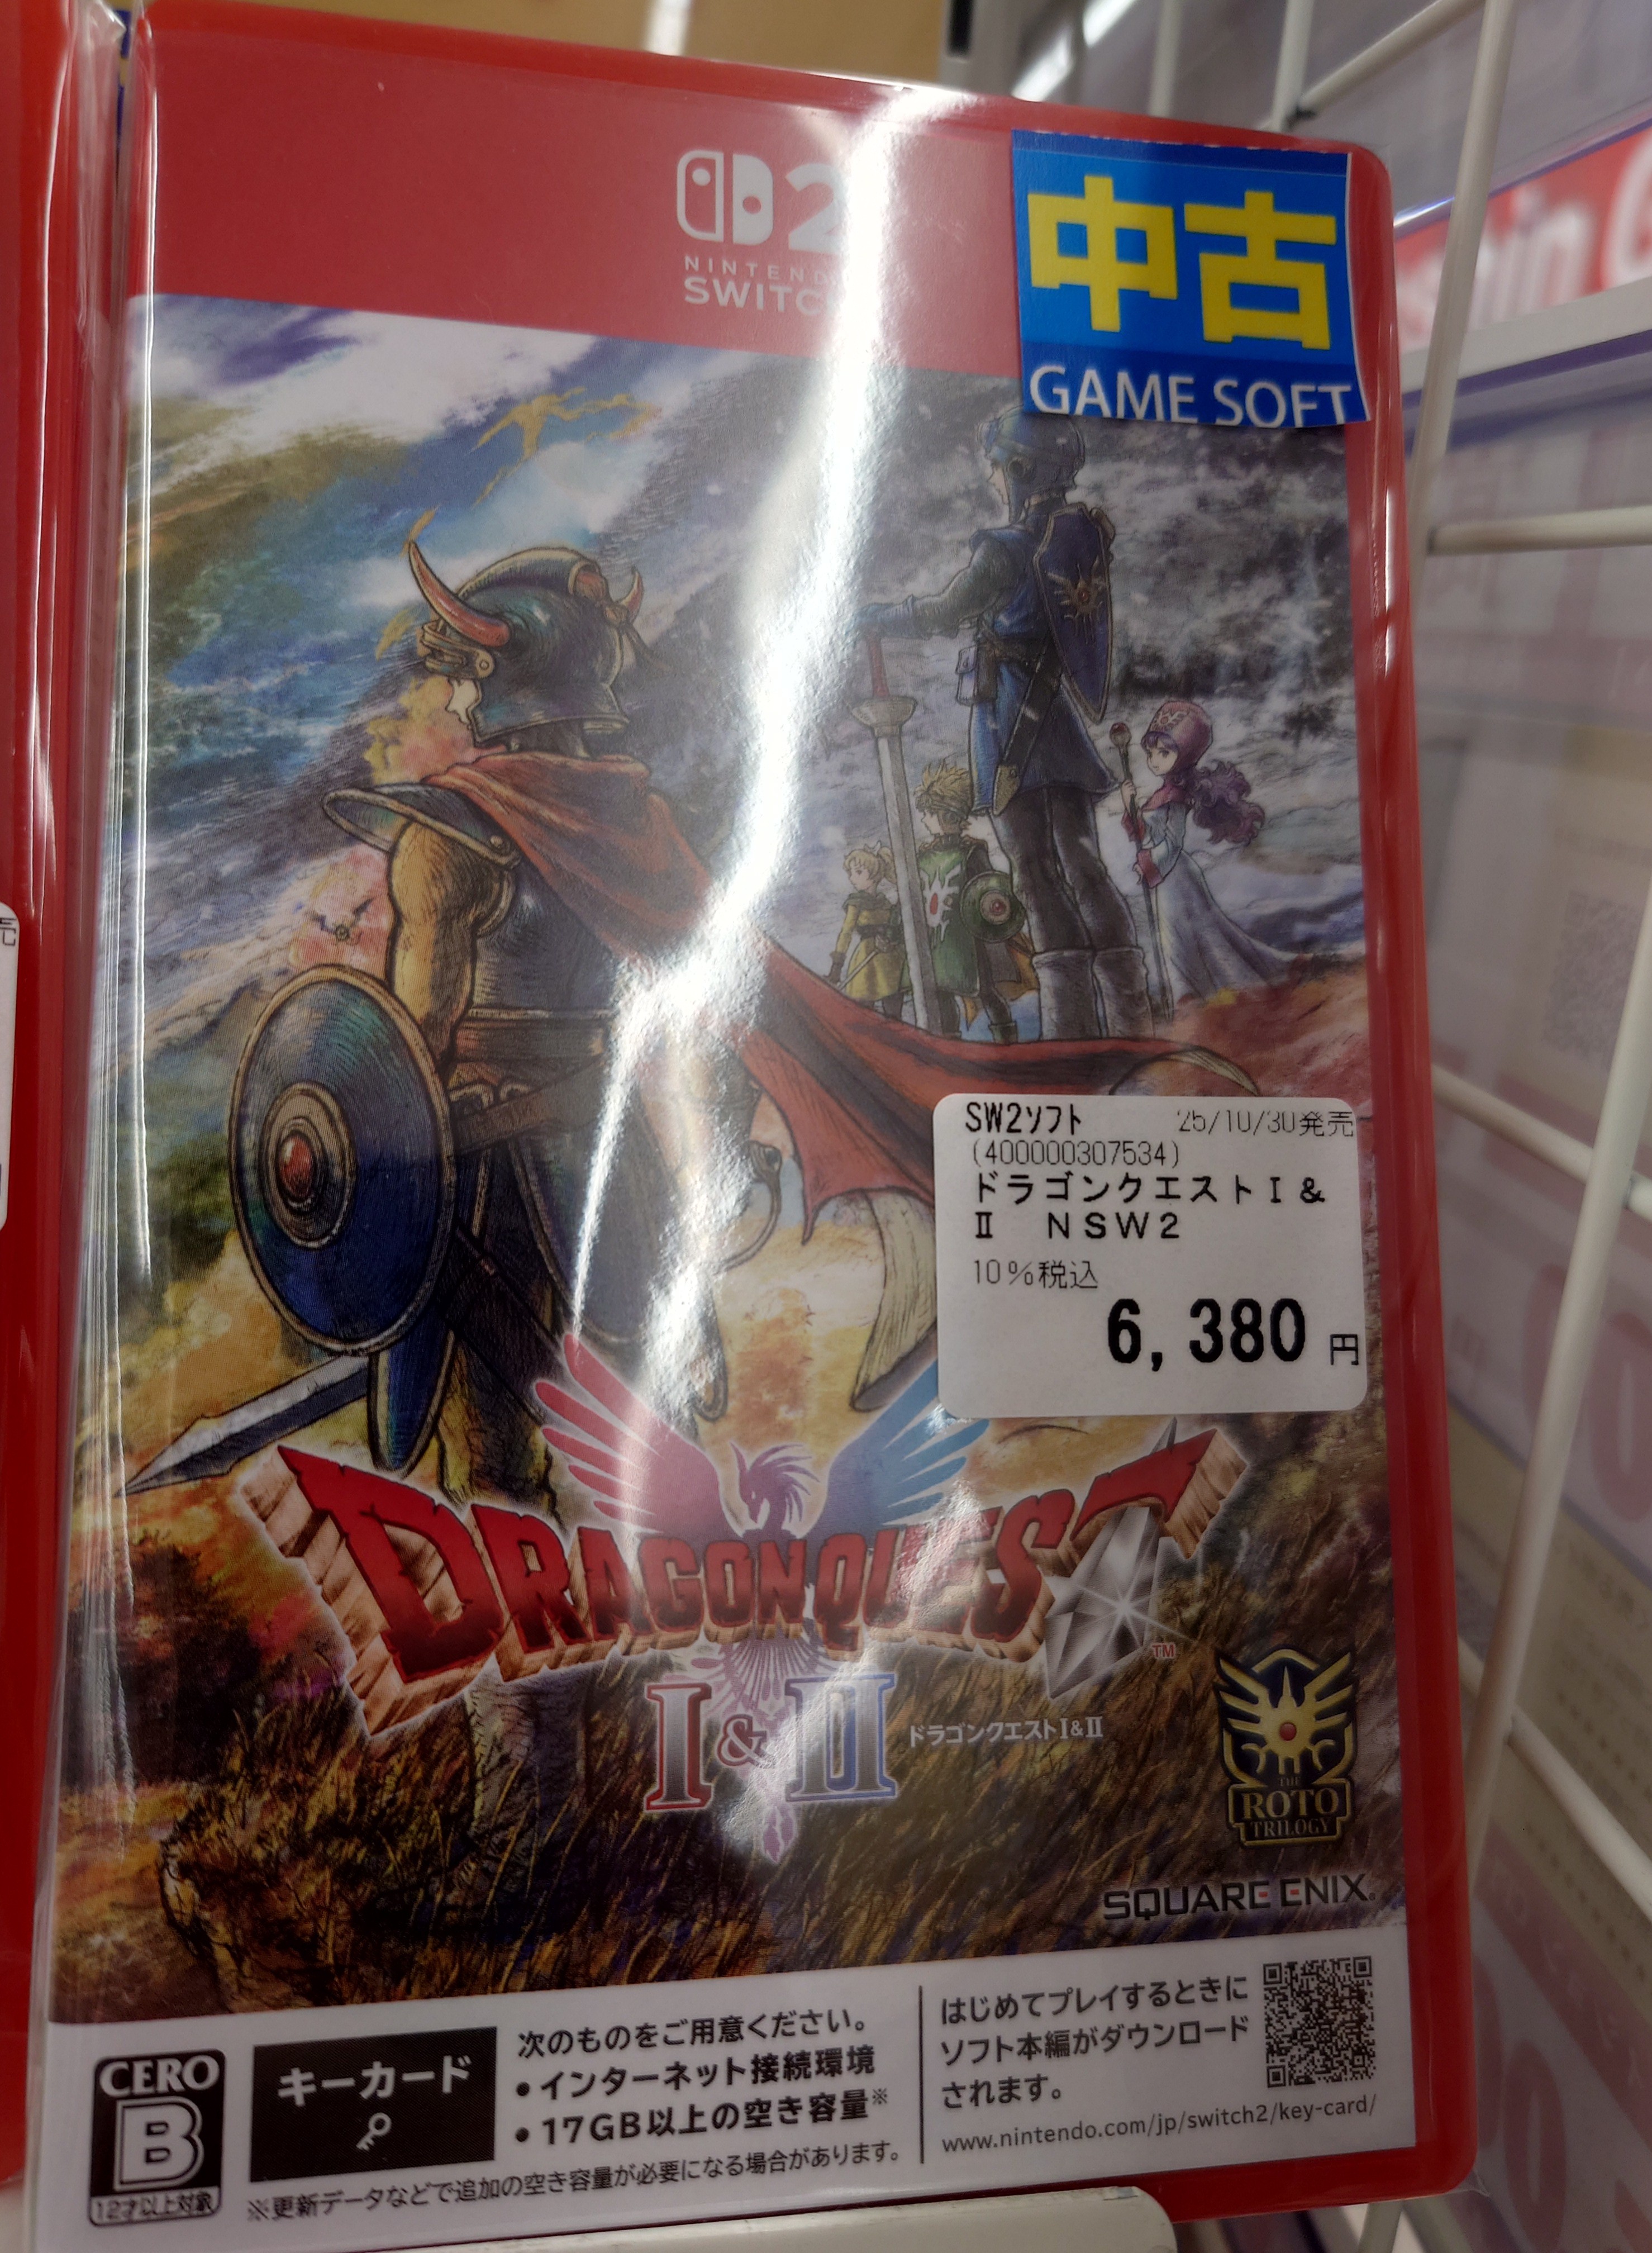 2
NINTENDO
SWITCH
中古
GAME SOFT
SW2ソフト 25/10/30発売
(400000307534)
ドラゴンクエストⅠ&
Ⅱ NSW2
10%税込
6,380円
DRAGON QUEST
TM
I & II
ドラゴンクエストI&II
THE
ROTO
TRILOGY
SQUARE ENIX.
CERO
B
12才以上対象
キーカード
次のものをご用意ください。
•インターネット接続環境
•17GB以上の空き容量※
※更新データなどで追加の空き容量が必要になる場合があります。
はじめてプレイするときに
ソフト本編がダウンロード
されます。
www.nintendo.com/jp/switch2/key-card/
売